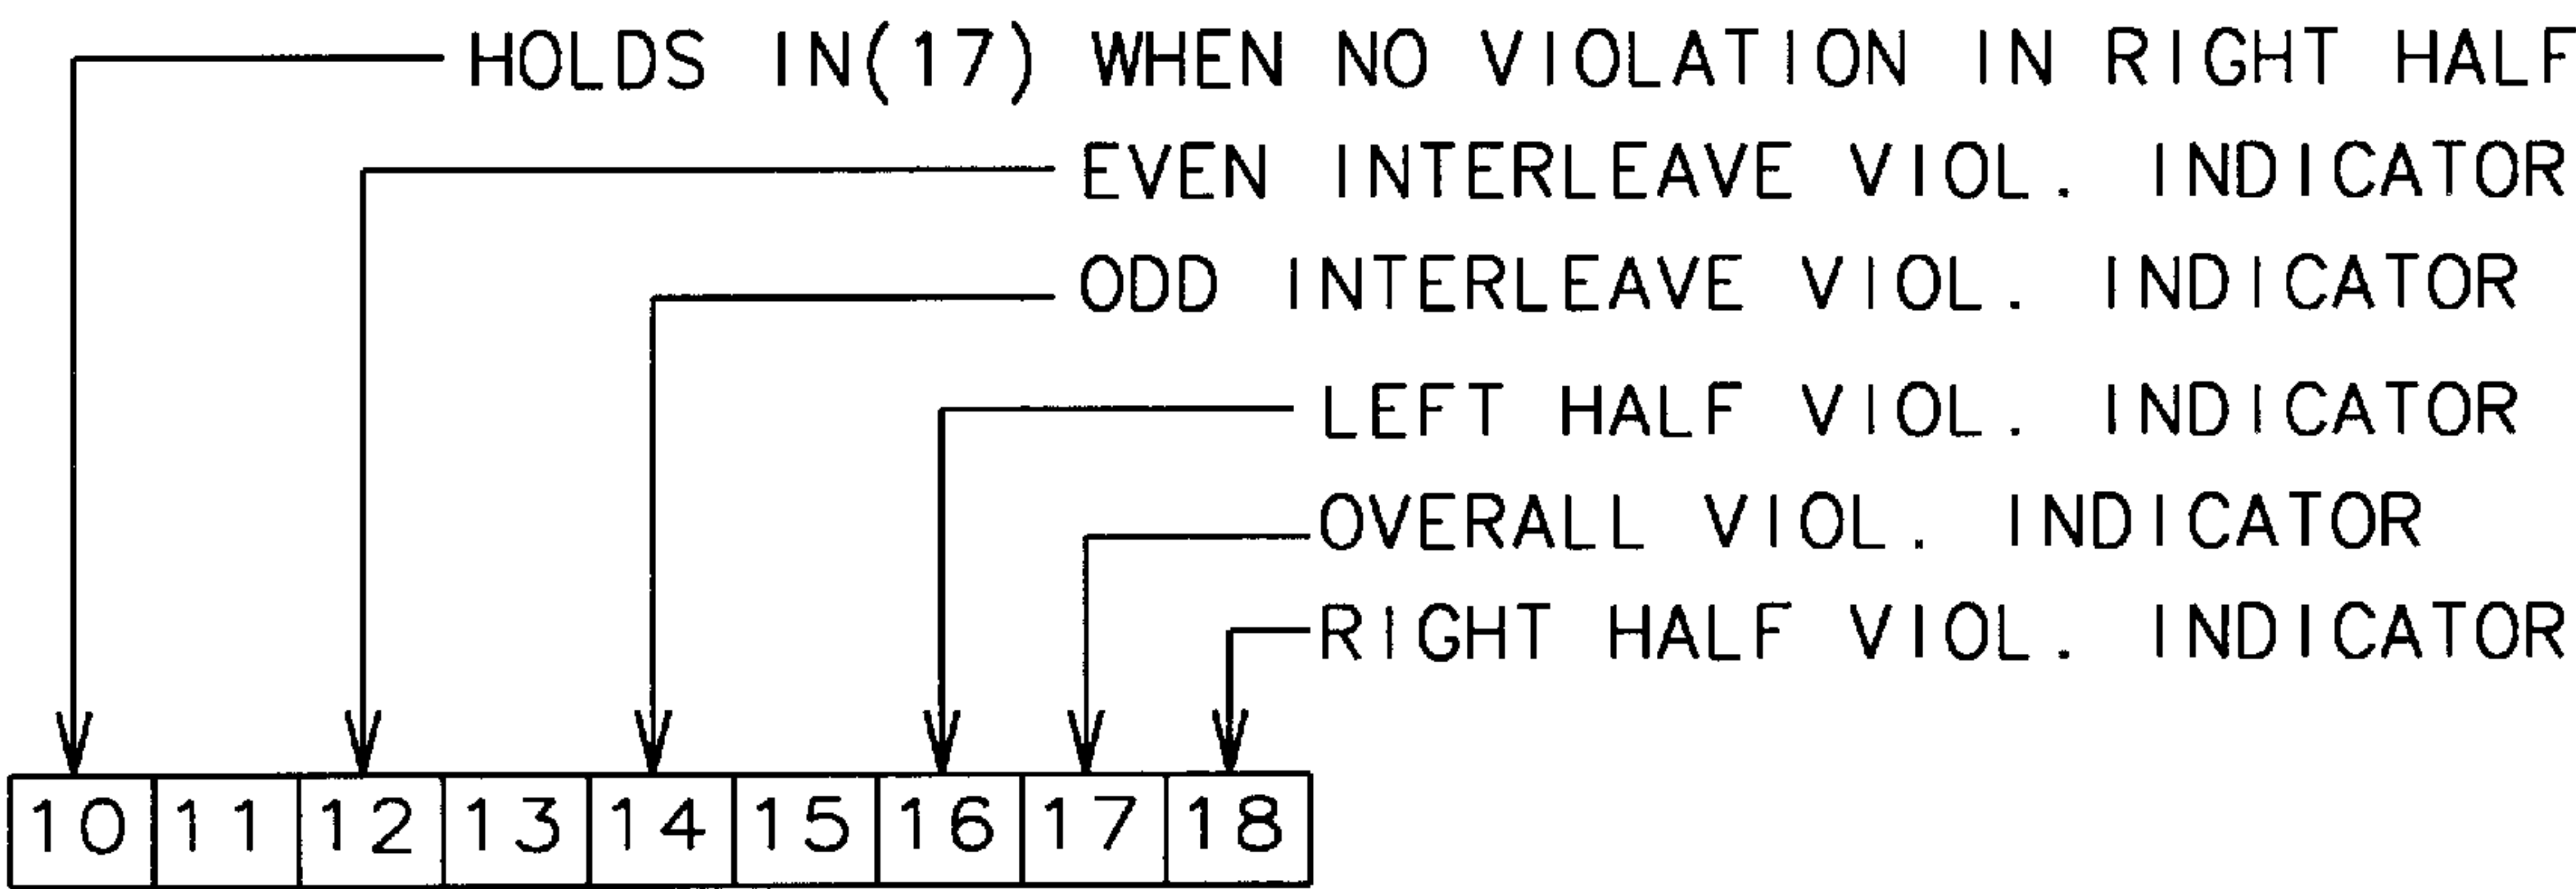 HOLDS IN(17) WHEN NO VIOLATION IN RIGHT HALF
EVEN INTERLEAVE VIOL. INDICATOR
ODD INTERLEAVE VIOL. INDICATOR
LEFT HALF VIOL. INDICATOR
OVERALL VIOL. INDICATOR
RIGHT HALF VIOL. INDICATOR
10 11 12 13 14 15 16 17 18